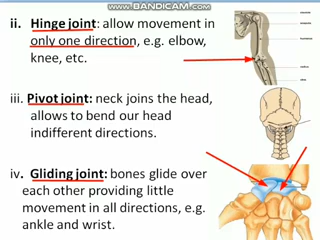 WWW.BANDICAM.COM
ii. Hinge joint: allow movement in
only one direction, e.g. elbow,
knee, etc.
iii. Pivot joint: neck joins the head,
allows to bend our head
indifferent directions.
iv. Gliding joint: bones glide over
each other providing little
movement in all directions, e.g.
ankle and wrist.